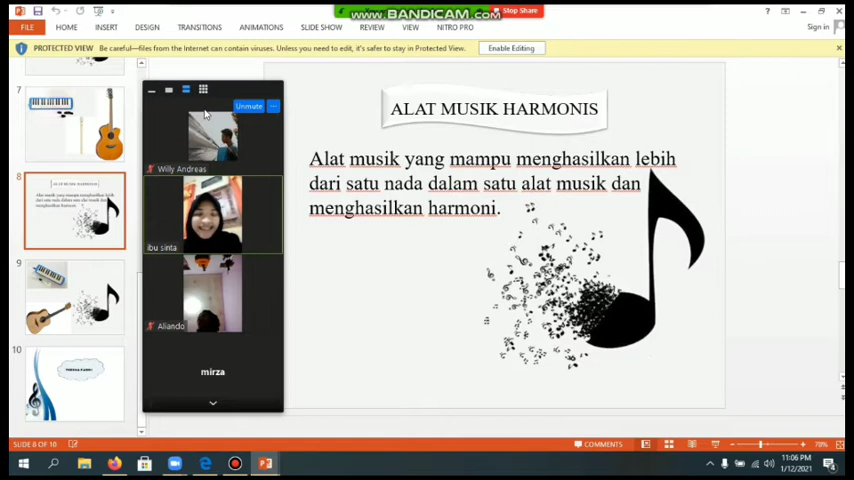 www.BANDICAM.com
Stop Share
Sign in
FILE HOME INSERT DESIGN TRANSITIONS ANIMATIONS SLIDE SHOW REVIEW VIEW NITRO PRO
PROTECTED VIEW Be careful—files from the Internet can contain viruses. Unless you need to edit, it's safer to stay in Protected View. Enable Editing
7
8
9
10
Unmute
Willy Andreas
ibu sinta
Aliando
mirza
ALAT MUSIK HARMONIS
Alat musik yang mampu menghasilkan lebih
dari satu nada dalam satu alat musik dan
menghasilkan harmoni.
SLIDE 8 OF 10
COMMENTS
78%
11:06 PM
1/12/2021